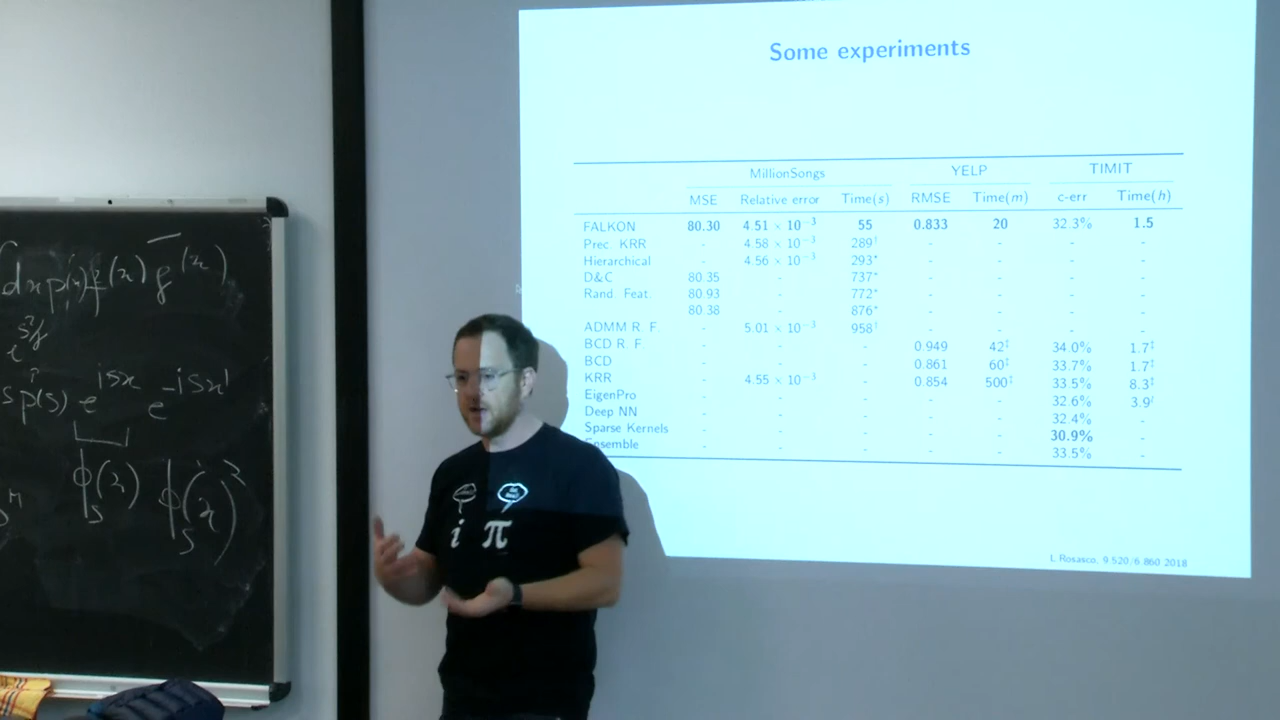 Some experiments
MillionSongs YELP TIMIT
MSE Relative error Time(s) RMSE Time(m) c-err Time(h)
FALKON 80.30 4.51 × 10⁻³ 55 0.833 20 32.3% 1.5
Prec. KRR - 4.58 × 10⁻³ 289† - - - -
Hierarchical - 4.56 × 10⁻³ 293* - - - -
D&C 80.35 - 737* - - - -
Rand. Feat. 80.93 - 772* - - - -
80.38 - 876* - - - -
ADMM R. F. - 5.01 × 10⁻³ 958† - - - -
BCD R. F. - - - 0.949 42‡ 34.0% 1.7‡
BCD - - - 0.861 60‡ 33.7% 1.7‡
KRR - 4.55 × 10⁻³ - 0.854 500‡ 33.5% 8.3‡
EigenPro - - - - - 32.6% 3.9
Deep NN - - - - - 32.4% -
Sparse Kernels - - - - - 30.9% -
Ensemble - - - - - 33.5% -
L. Rosasco, 9.520/6.860 2018
i π